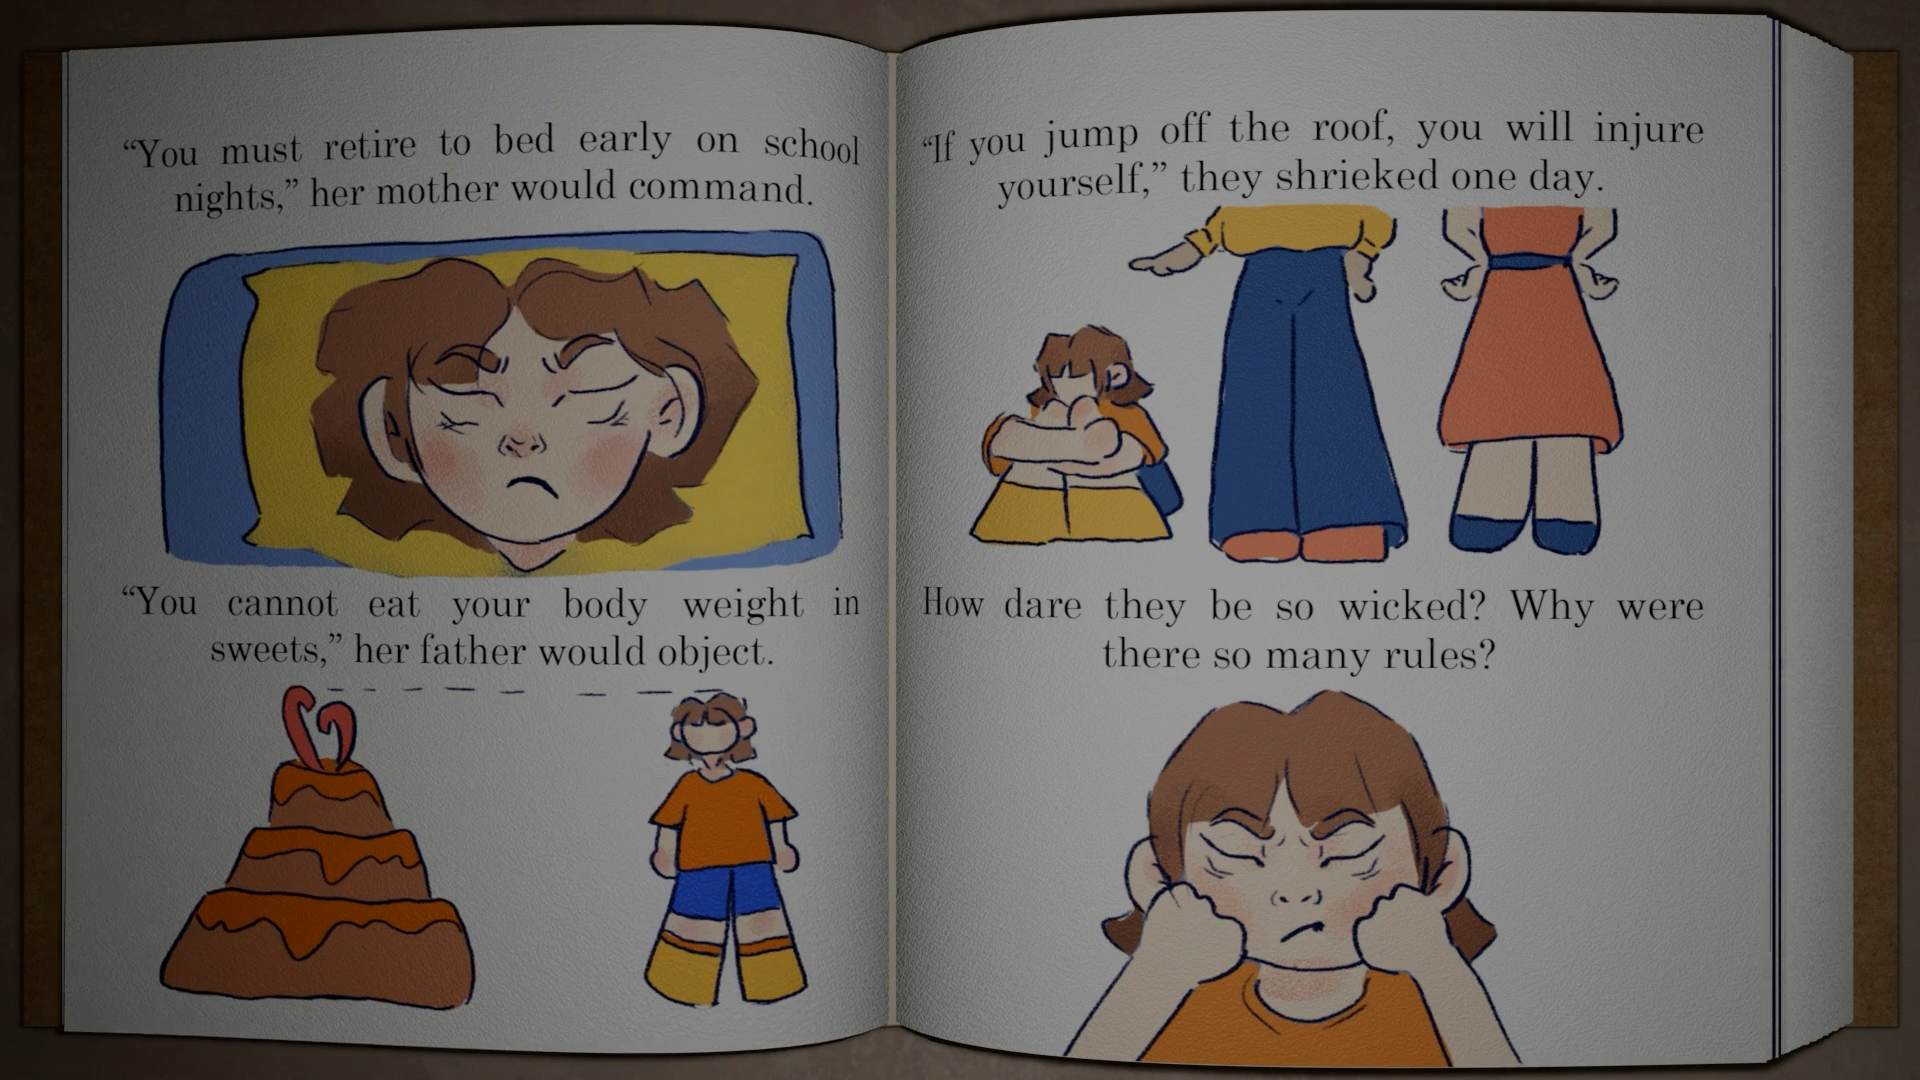 “You must retire to bed early on school
nights,” her mother would command.
“You cannot eat your body weight in
sweets,” her father would object.
“If you jump off the roof, you will injure
yourself,” they shrieked one day.
How dare they be so wicked? Why were
there so many rules?